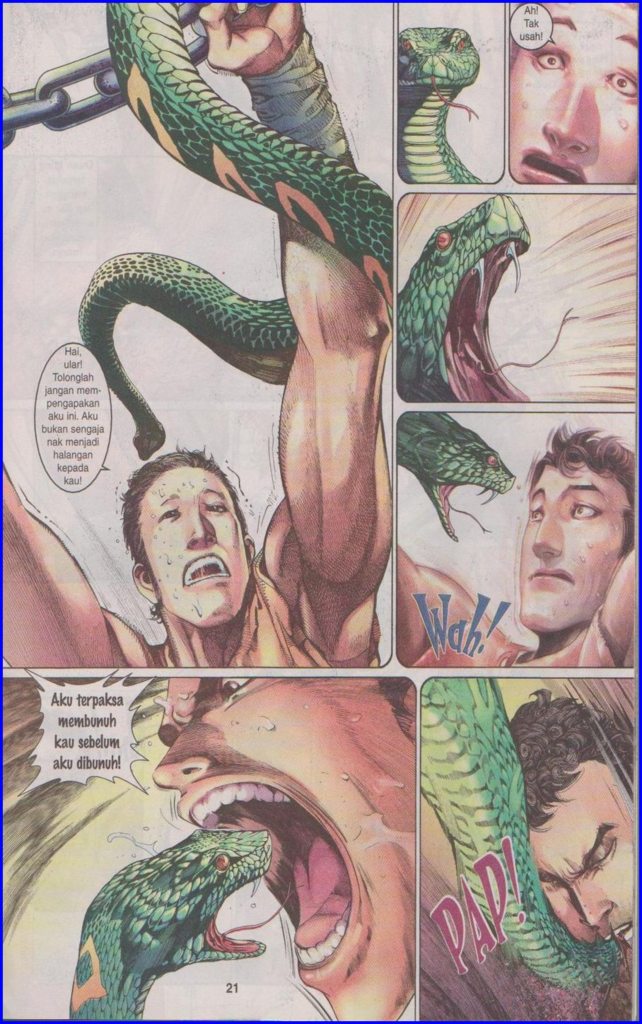 Hai,
ular!
Tolonglah
jangan mem-
pengapakan
aku ini. Aku
bukan sengaja
nak menjadi
halangan
kepada
kau!
Ah!
Tak
usah!
Wah!
Aku terpaksa
membunuh
kau sebelum
aku dibunuh!
PAP!
21